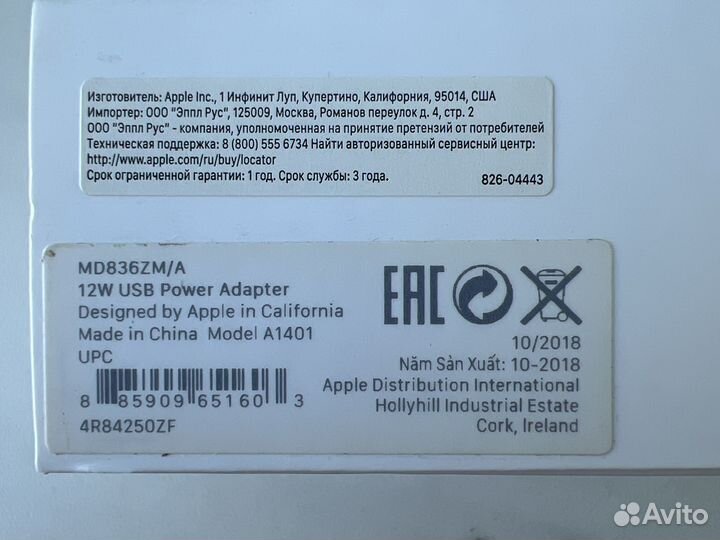 Изготовитель: Apple Inc., 1 Инфинит Луп, Купертино, Калифорния, 95014, США
Импортер: ООО "Эппл Рус", 125009, Москва, Романов переулок д. 4, стр. 2
ООО "Эппл Рус" - компания, уполномоченная на принятие претензий от потребителей
Техническая поддержка: 8 (800) 555 6734 Найти авторизованный сервисный центр:
http://www.apple.com/ru/buy/locator
Срок ограниченной гарантии: 1 год. Срок службы: 3 года.
826-04443
MD836ZM/A
12W USB Power Adapter
Designed by Apple in California
Made in China Model A1401
UPC
8 85909 65160 3
4R84250ZF
EAC
10/2018
Năm Sản Xuất: 10-2018
Apple Distribution International
Hollyhill Industrial Estate
Cork, Ireland
Avito